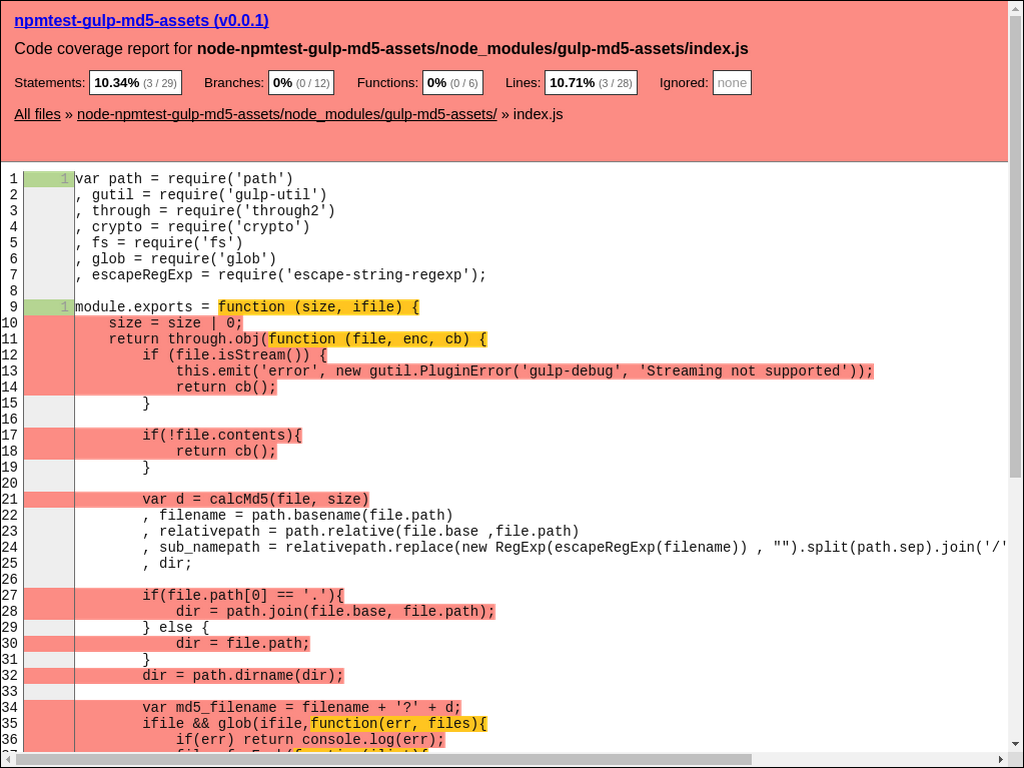 npmtest-gulp-md5-assets (v0.0.1)
Code coverage report for node-npmtest-gulp-md5-assets/node_modules/gulp-md5-assets/index.js
Statements: 10.34% (3 / 29) Branches: 0% (0 / 12) Functions: 0% (0 / 6) Lines: 10.71% (3 / 28) Ignored: none
All files » node-npmtest-gulp-md5-assets/node_modules/gulp-md5-assets/ » index.js
1 1 var path = require('path')
2 , gutil = require('gulp-util')
3 , through = require('through2')
4 , crypto = require('crypto')
5 , fs = require('fs')
6 , glob = require('glob')
7 , escapeRegExp = require('escape-string-regexp');
8
9 1 module.exports = function (size, ifile) {
10     size = size | 0;
11     return through.obj(function (file, enc, cb) {
12         if (file.isStream()) {
13             this.emit('error', new gutil.PluginError('gulp-debug', 'Streaming not supported'));
14             return cb();
15         }
16
17         if(!file.contents){
18             return cb();
19         }
20
21         var d = calcMd5(file, size)
22         , filename = path.basename(file.path)
23         , relativepath = path.relative(file.base ,file.path)
24         , sub_namepath = relativepath.replace(new RegExp(escapeRegExp(filename)) , "").split(path.sep).join('/'
25         , dir;
26
27         if(file.path[0] == '.'){
28             dir = path.join(file.base, file.path);
29         } else {
30             dir = file.path;
31         }
32         dir = path.dirname(dir);
33
34         var md5_filename = filename + '?' + d;
35         ifile && glob(ifile,function(err, files){
36             if(err) return console.log(err);